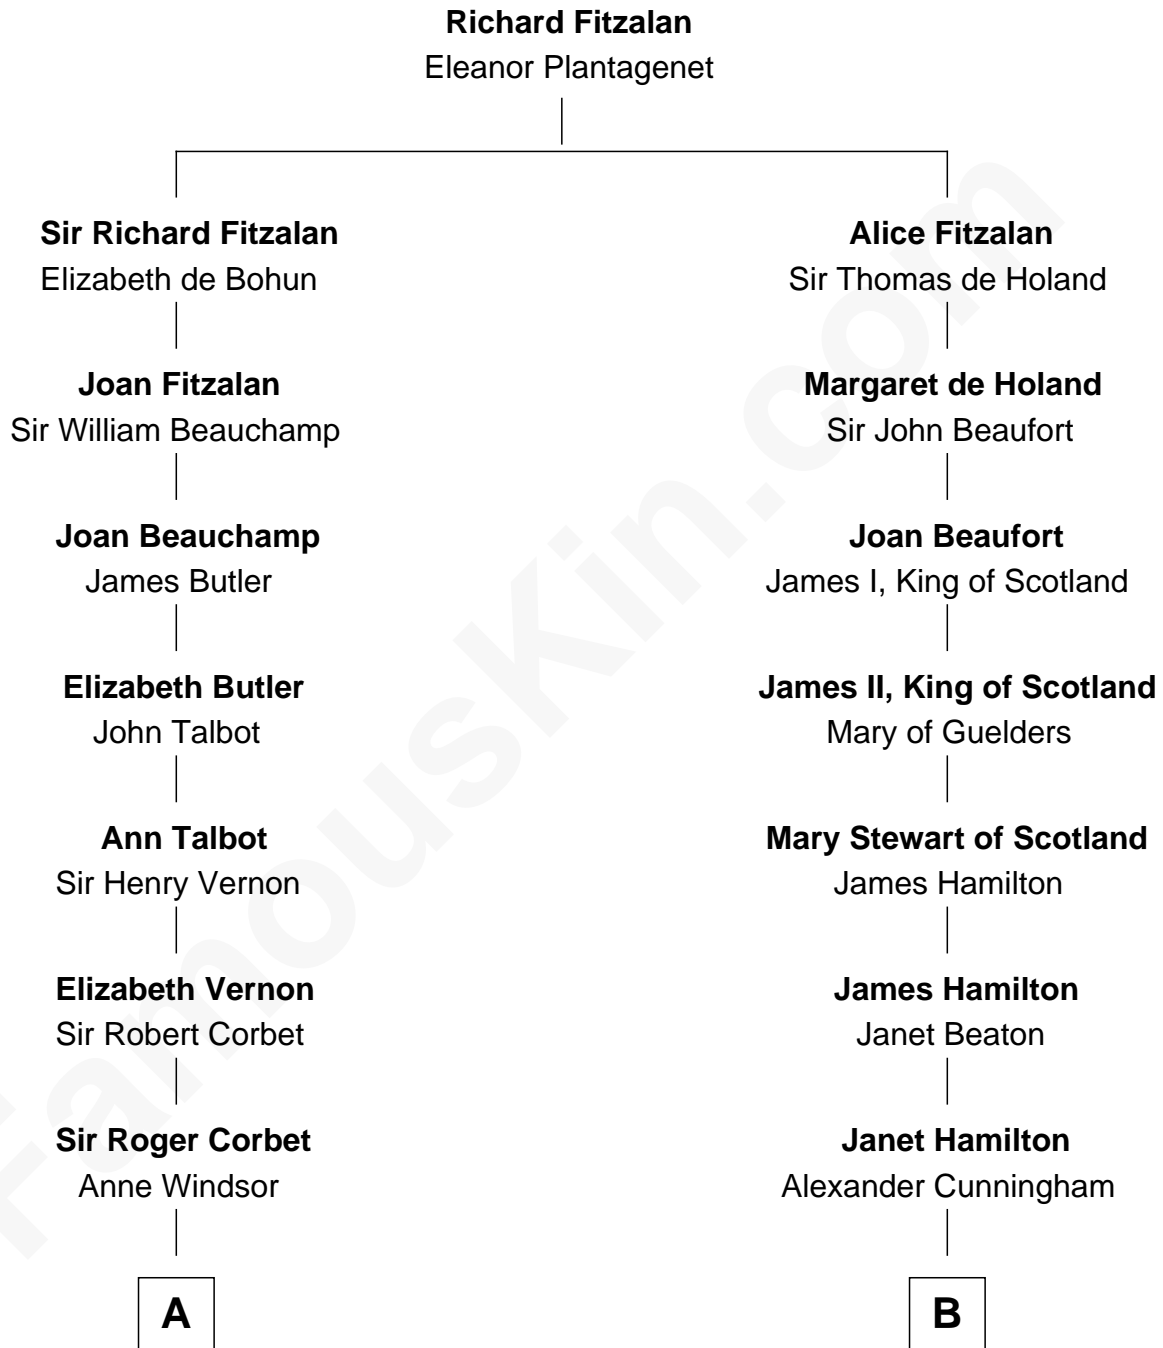 Richard Fitzalan
Eleanor Plantagenet
Sir Richard Fitzalan
Elizabeth de Bohun
Alice Fitzalan
Sir Thomas de Holand
Joan Fitzalan
Sir William Beauchamp
Margaret de Holand
Sir John Beaufort
Joan Beauchamp
James Butler
Joan Beaufort
James I, King of Scotland
Elizabeth Butler
John Talbot
James II, King of Scotland
Mary of Guelders
Ann Talbot
Sir Henry Vernon
Mary Stewart of Scotland
James Hamilton
Elizabeth Vernon
Sir Robert Corbet
James Hamilton
Janet Beaton
Sir Roger Corbet
Anne Windsor
Janet Hamilton
Alexander Cunningham
A
B
FamousKin.com